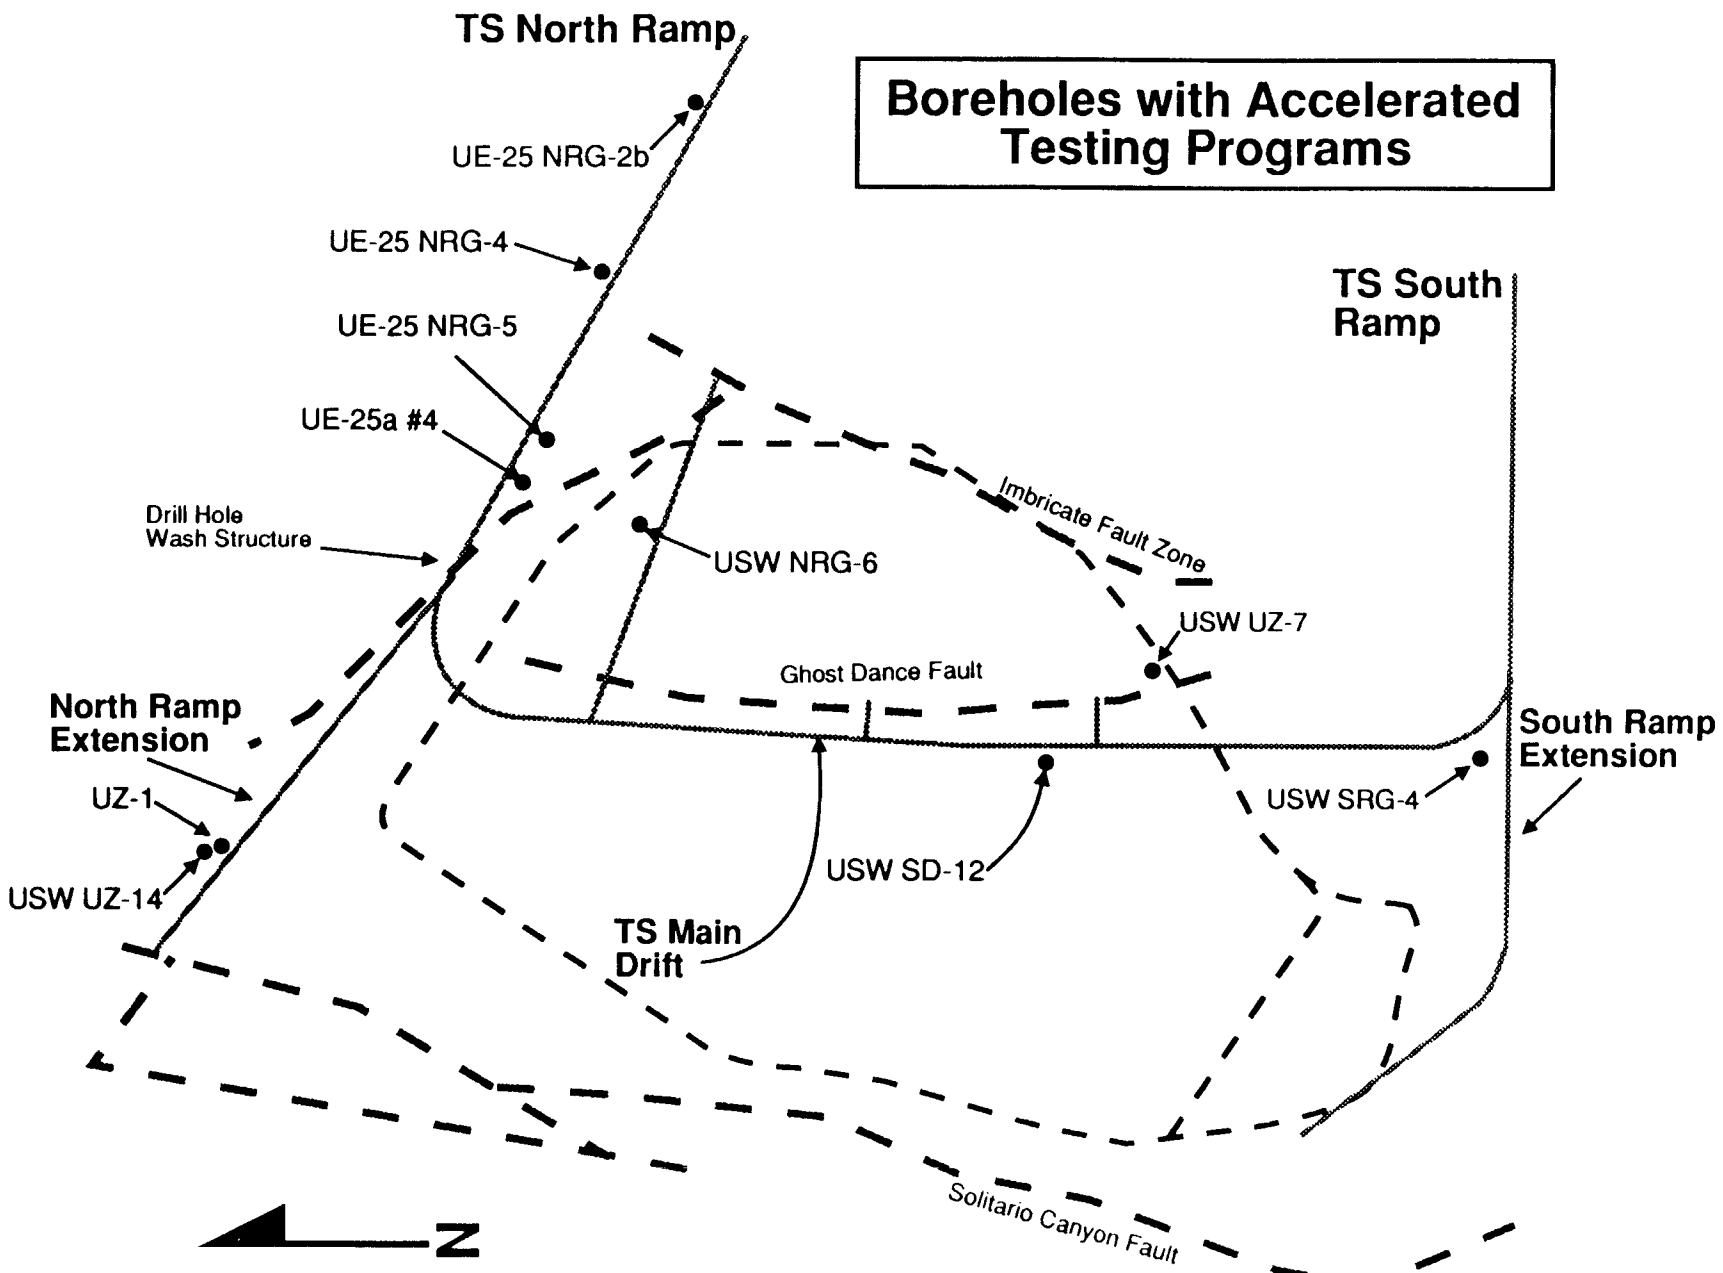 TS North Ramp
Boreholes with Accelerated
Testing Programs
UE-25 NRG-2b
UE-25 NRG-4
TS South
Ramp
UE-25 NRG-5
UE-25a #4
Imbricate Fault Zone
Drill Hole
Wash Structure
USW NRG-6
USW UZ-7
Ghost Dance Fault
North Ramp
Extension
South Ramp
Extension
UZ-1
USW SRG-4
USW SD-12
USW UZ-14
TS Main
Drift
Solitario Canyon Fault
N